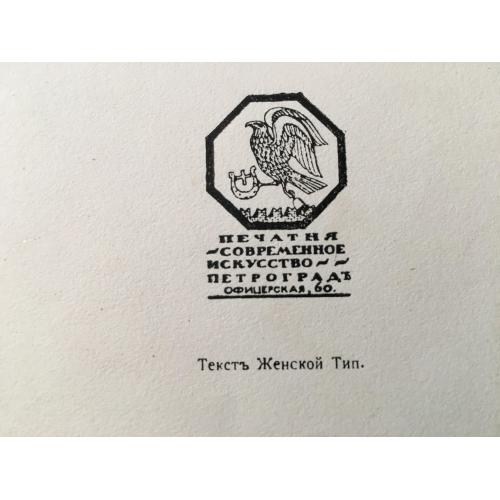 ПЕЧАТНЯ
~СОВРЕМЕННОЕ
ИСКУССТВО~~
ПЕТРОГРАДЪ
ОФИЦЕРСКАЯ, 60.
Текстъ Женской Тип.